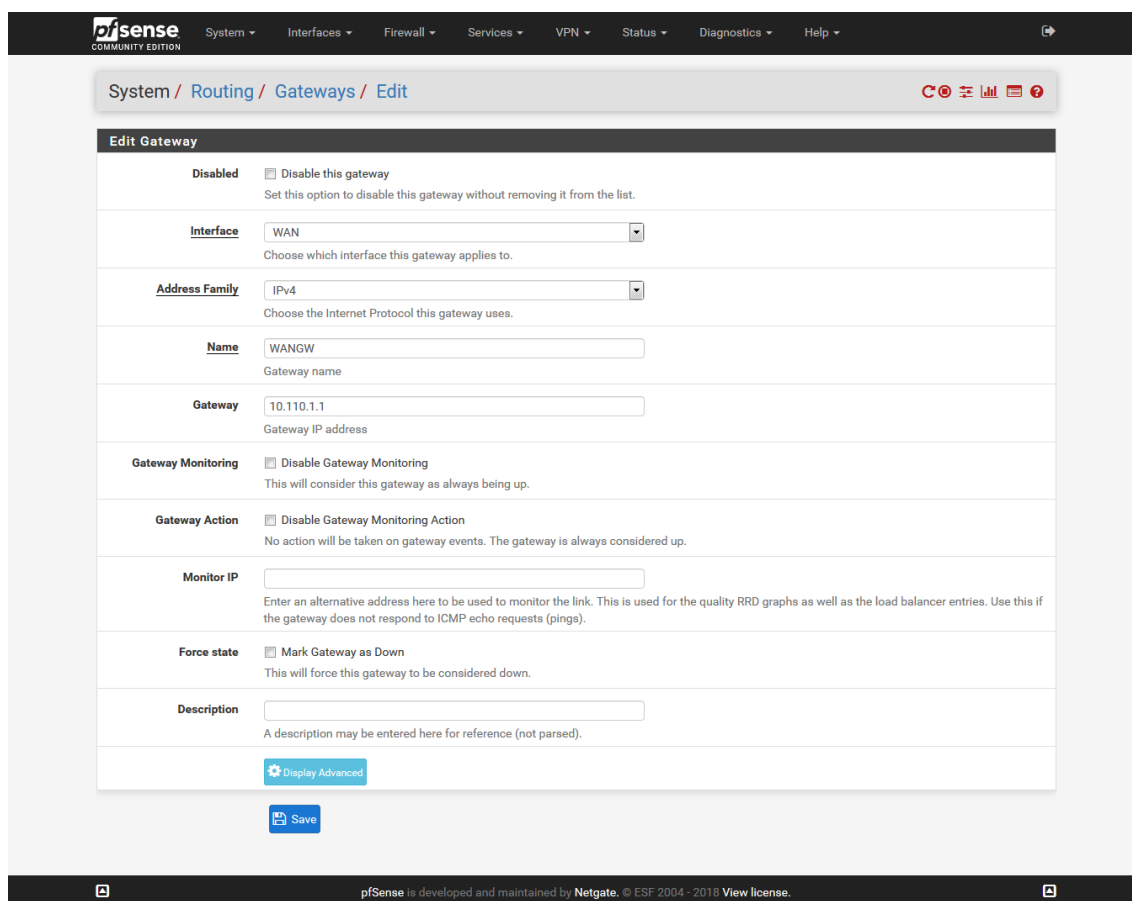 pfsense System Interfaces Firewall Services VPN Status Diagnostics Help
COMMUNITY EDITION
System / Routing / Gateways / Edit
Edit Gateway
Disabled Disable this gateway
Set this option to disable this gateway without removing it from the list.
Interface WAN
Choose which interface this gateway applies to.
Address Family IPv4
Choose the Internet Protocol this gateway uses.
Name WANGW
Gateway name
Gateway 10.110.1.1
Gateway IP address
Gateway Monitoring Disable Gateway Monitoring
This will consider this gateway as always being up.
Gateway Action Disable Gateway Monitoring Action
No action will be taken on gateway events. The gateway is always considered up.
Monitor IP
Enter an alternative address here to be used to monitor the link. This is used for the quality RRD graphs as well as the load balancer entries. Use this if
the gateway does not respond to ICMP echo requests (pings).
Force state Mark Gateway as Down
This will force this gateway to be considered down.
Description
A description may be entered here for reference (not parsed).
Display Advanced
Save
pfSense is developed and maintained by Netgate. © ESF 2004 - 2018 View license.